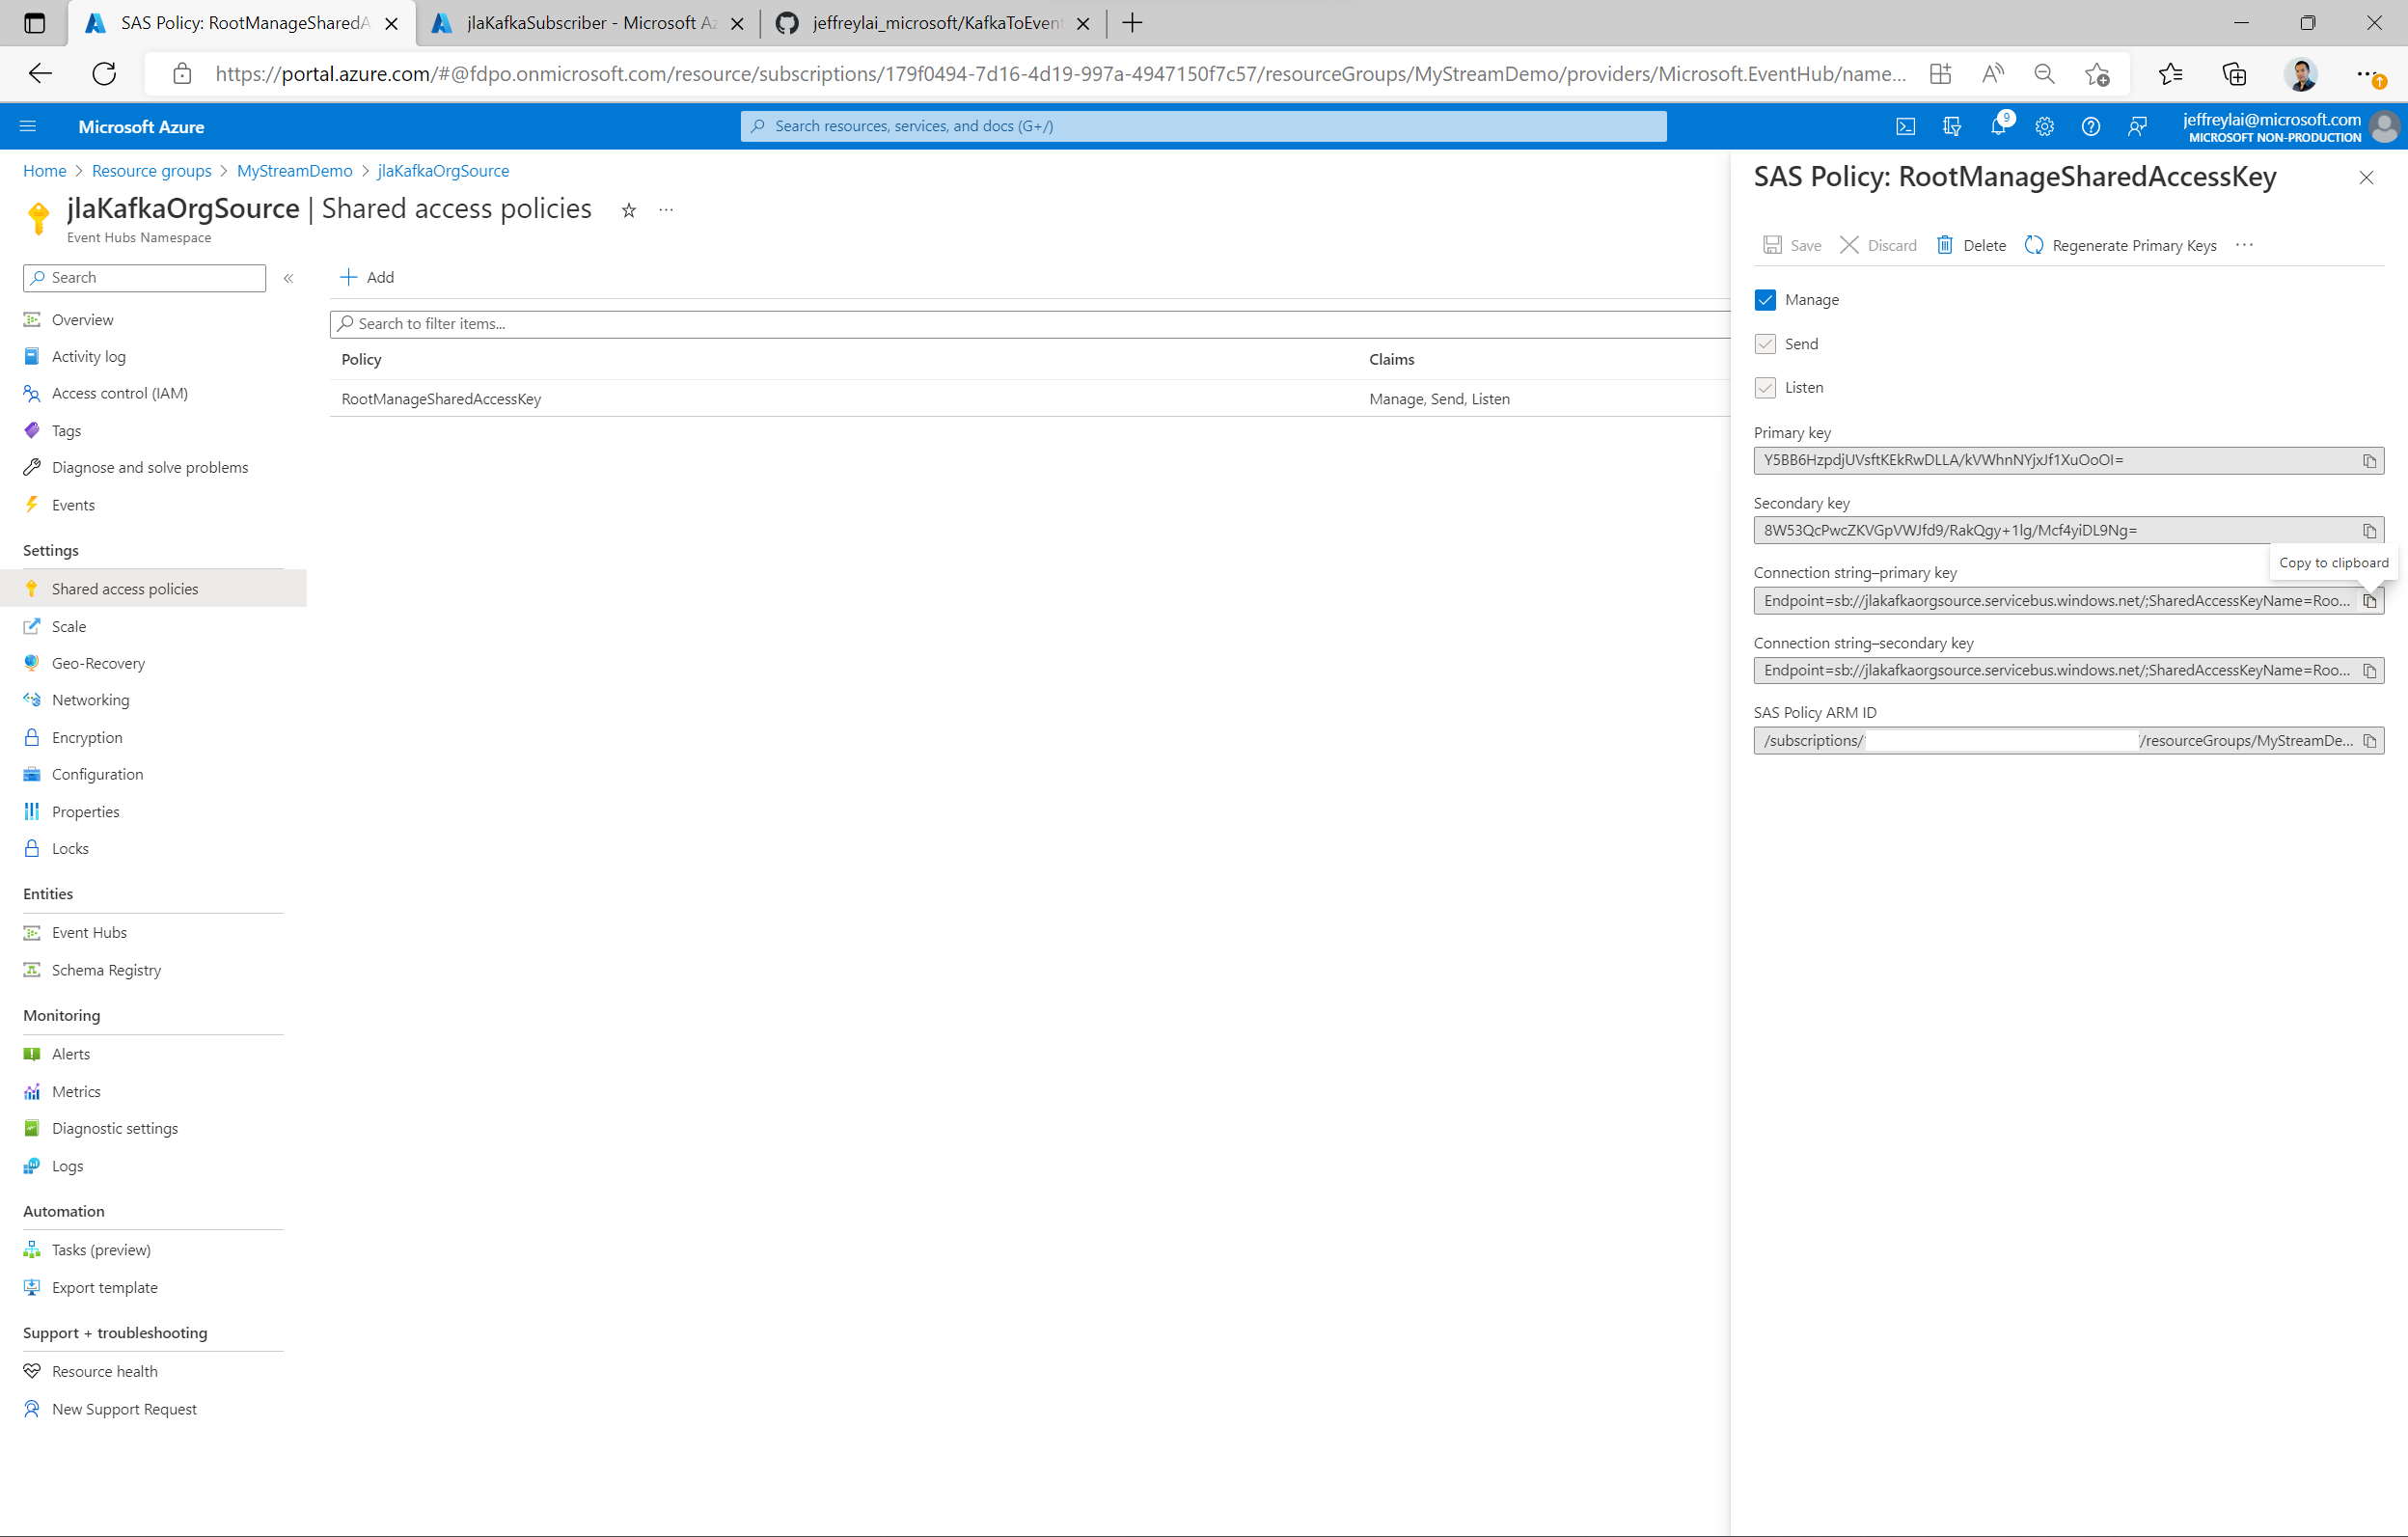 SAS Policy: RootManageSharedA
jlaKafkaSubscriber - Microsoft Az
jeffreylai_microsoft/KafkaToEvent
https://portal.azure.com/#@fdpo.onmicrosoft.com/resource/subscriptions/179f0494-7d16-4d19-997a-4947150f7c57/resourceGroups/MyStreamDemo/providers/Microsoft.EventHub/name...
Microsoft Azure
Search resources, services, and docs (G+/)
9
jeffreylai@microsoft.com
MICROSOFT NON-PRODUCTION
Home > Resource groups > MyStreamDemo > jlaKafkaOrgSource
jlaKafkaOrgSource | Shared access policies
Event Hubs Namespace
Search
Overview
Activity log
Access control (IAM)
Tags
Diagnose and solve problems
Events
Settings
Shared access policies
Scale
Geo-Recovery
Networking
Encryption
Configuration
Properties
Locks
Entities
Event Hubs
Schema Registry
Monitoring
Alerts
Metrics
Diagnostic settings
Logs
Automation
Tasks (preview)
Export template
Support + troubleshooting
Resource health
New Support Request
Add
Search to filter items...
Policy Claims
RootManageSharedAccessKey Manage, Send, Listen
SAS Policy: RootManageSharedAccessKey
Save Discard Delete Regenerate Primary Keys
Manage
Send
Listen
Primary key
Y5BB6HzpdjUVsftKEkRwDLLA/kVWhnNYjxJf1XuOoOI=
Secondary key
8W53QcPwcZKVGpVWJfd9/RakQgy+1lg/Mcf4yiDL9Ng=
Copy to clipboard
Connection string–primary key
Endpoint=sb://jlakafkaorgsource.servicebus.windows.net/;SharedAccessKeyName=Roo...
Connection string–secondary key
Endpoint=sb://jlakafkaorgsource.servicebus.windows.net/;SharedAccessKeyName=Roo...
SAS Policy ARM ID
/subscriptions/ /resourceGroups/MyStreamDe...